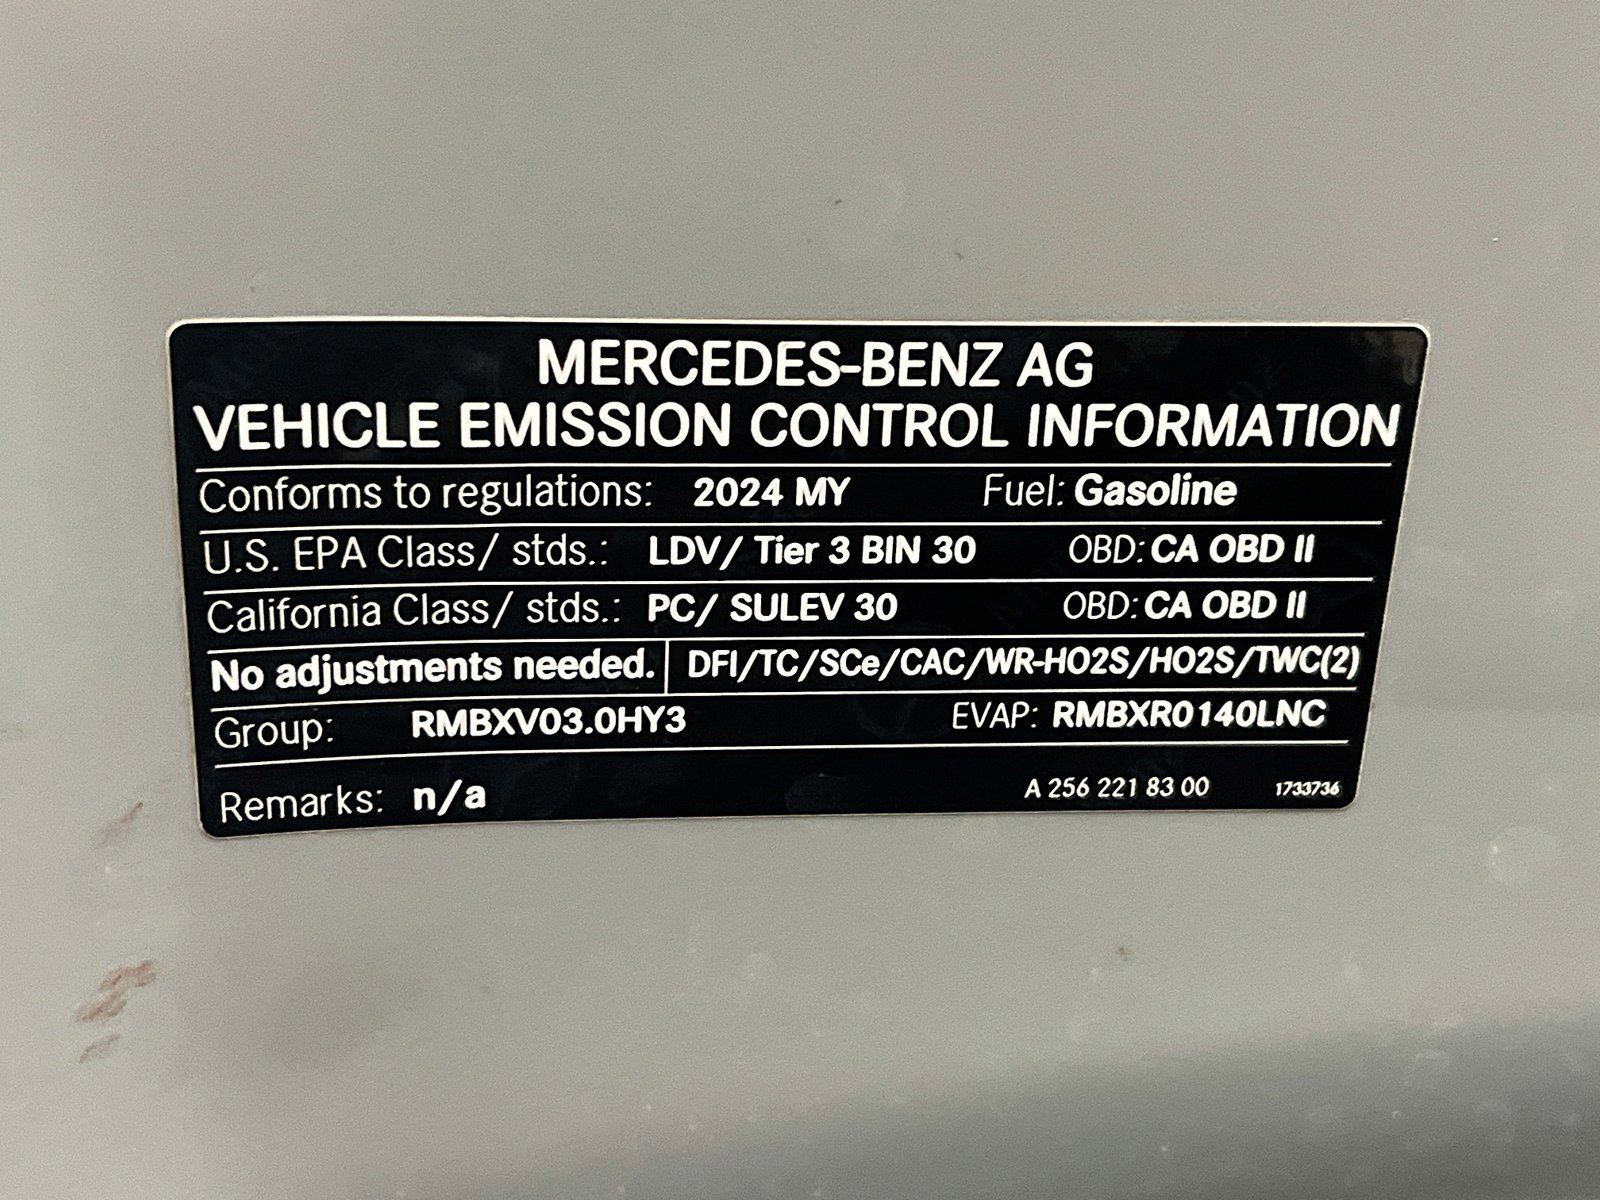 MERCEDES-BENZ AG
VEHICLE EMISSION CONTROL INFORMATION
Conforms to regulations: 2024 MY Fuel: Gasoline
U.S. EPA Class/ stds.: LDV/ Tier 3 BIN 30 OBD: CA OBD II
California Class/ stds.: PC/ SULEV 30 OBD: CA OBD II
No adjustments needed. DFI/TC/SCe/CAC/WR-HO2S/HO2S/TWC(2)
Group: RMBXV03.0HY3 EVAP: RMBXR0140LNC
Remarks: n/a A 256 221 83 00 1733736